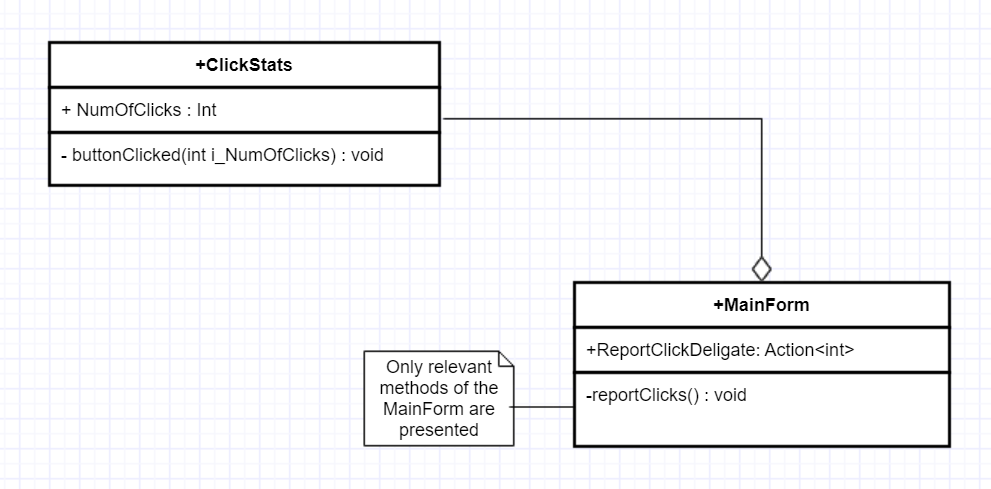 +ClickStats
+ NumOfClicks : Int
- buttonClicked(int i_NumOfClicks) : void
+MainForm
+ReportClickDeligate: Action<int>
-reportClicks() : void
Only relevant
methods of the
MainForm are
presented